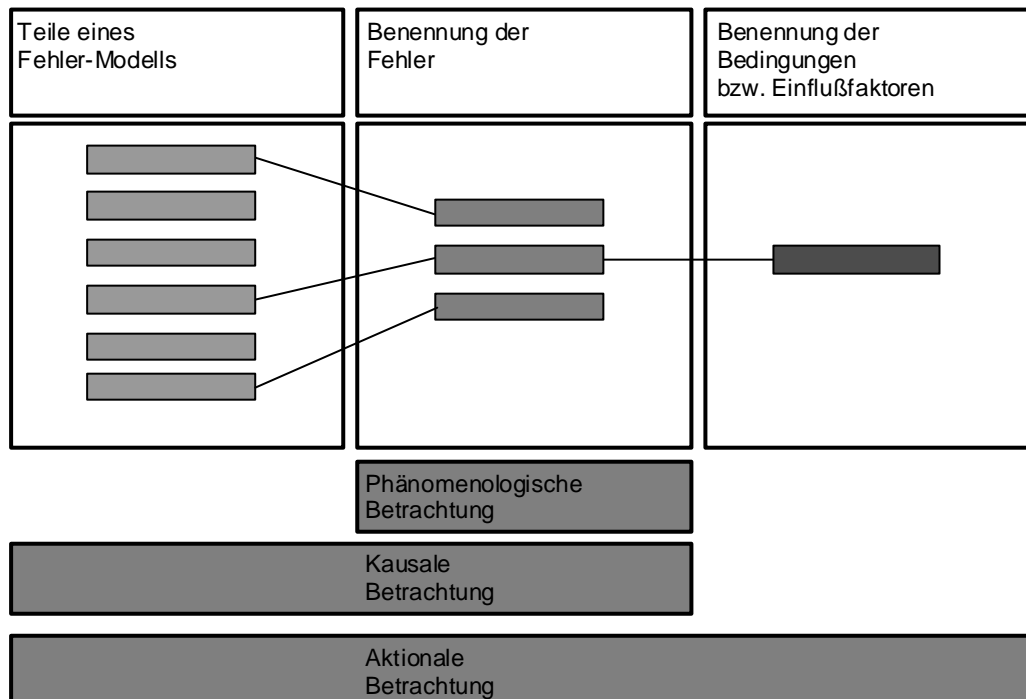 Teile eines
Fehler-Modells
Benennung der
Fehler
Benennung der
Bedingungen
bzw. Einflußfaktoren
Phänomenologische
Betrachtung
Kausale
Betrachtung
Aktionale
Betrachtung